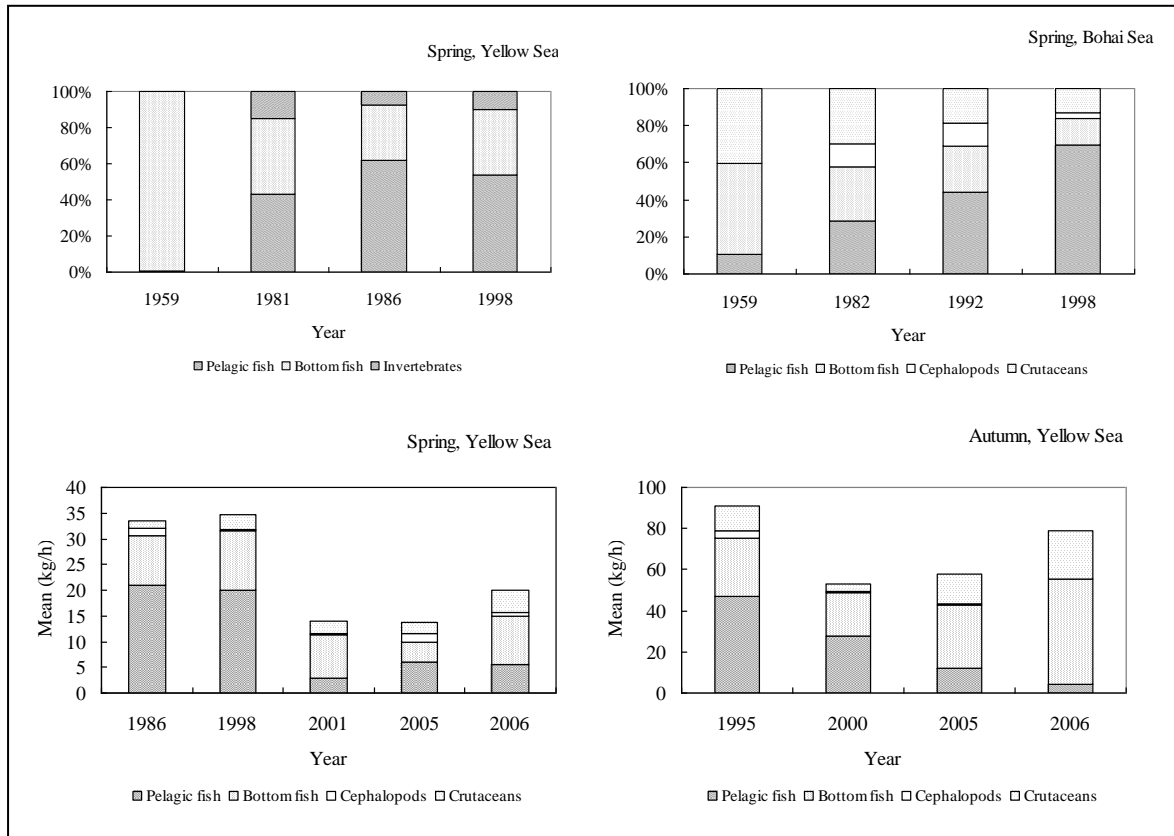 Spring, Yellow Sea
100%
80%
60%
40%
20%
0%
1959 1981 1986 1998
Year
Pelagic fish Bottom fish Invertebrates
Spring, Bohai Sea
100%
80%
60%
40%
20%
0%
1959 1982 1992 1998
Year
Pelagic fish Bottom fish Cephalopods Crutaceans
Spring, Yellow Sea
Mean (kg/h)
40
35
30
25
20
15
10
5
0
1986 1998 2001 2005 2006
Year
Pelagic fish Bottom fish Cephalopods Crutaceans
Autumn, Yellow Sea
Mean (kg/h)
100
80
60
40
20
0
1995 2000 2005 2006
Year
Pelagic fish Bottom fish Cephalopods Crutaceans